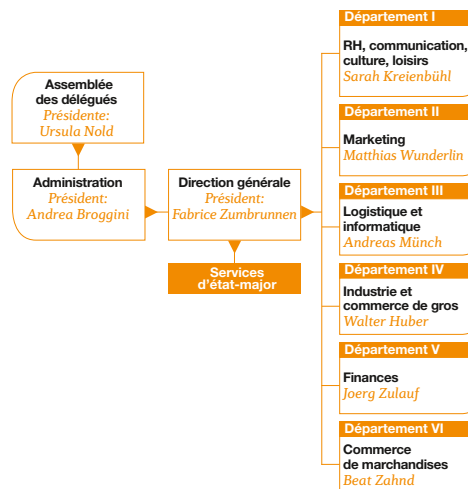 Assemblée
des délégués
Présidente:
Ursula Nold
Administration
Président:
Andrea Broggini
Direction générale
Président:
Fabrice Zumbrunnen
Services
d'état-major
Département I
RH, communication,
culture, loisirs
Sarah Kreienbühl
Département II
Marketing
Matthias Wunderlin
Département III
Logistique et
informatique
Andreas Münch
Département IV
Industrie et
commerce de gros
Walter Huber
Département V
Finances
Joerg Zulauf
Département VI
Commerce
de marchandises
Beat Zahnd